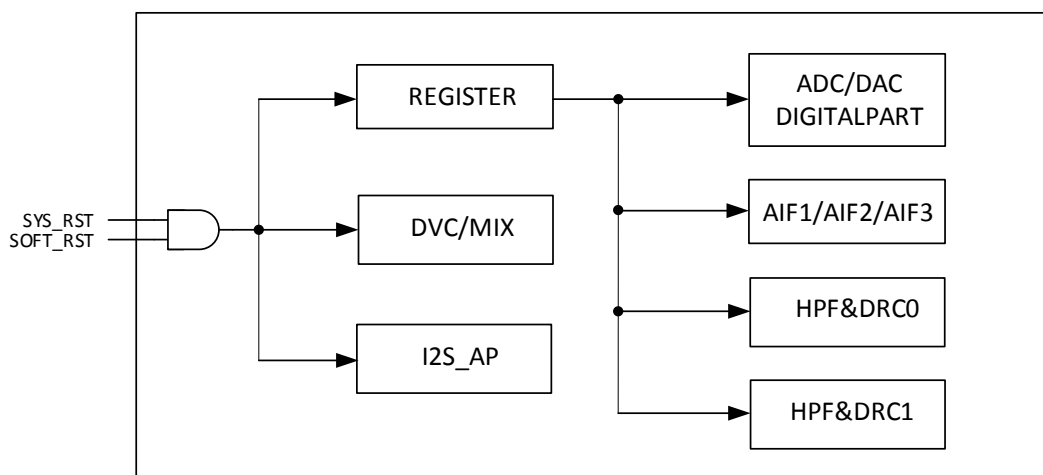 SYS_RST
SOFT_RST
REGISTER
DVC/MIX
I2S_AP
ADC/DAC
DIGITALPART
AIF1/AIF2/AIF3
HPF&DRC0
HPF&DRC1